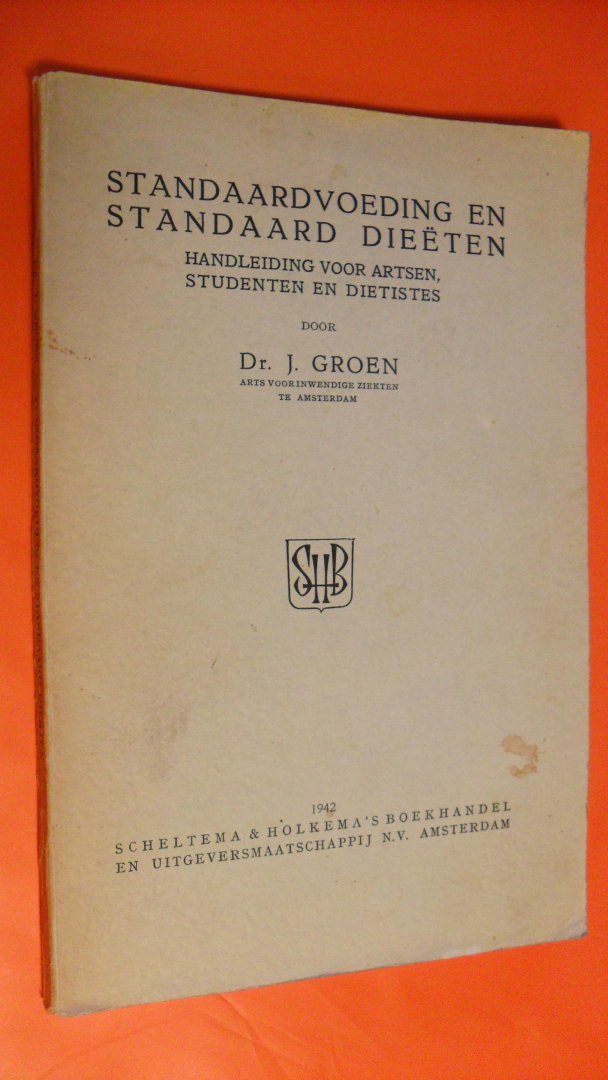 STANDAARDVOEDING EN
STANDAARD DIEËTEN
HANDLEIDING VOOR ARTSEN,
STUDENTEN EN DIETISTES
DOOR
Dr. J. GROEN
ARTS VOOR INWENDIGE ZIEKTEN
TE AMSTERDAM
SHB
1942
SCHELTEMA & HOLKEMA'S BOEKHANDEL
EN UITGEVERSMAATSCHAPPIJ N.V. AMSTERDAM